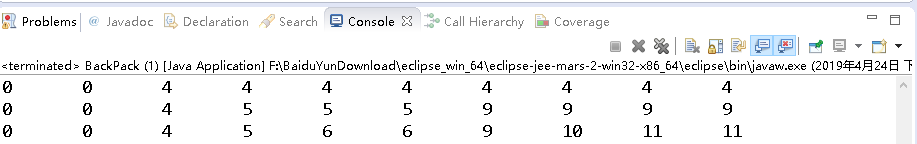 Problems @ Javadoc Declaration Search Console Call Hierarchy Coverage
<terminated> BackPack (1) [Java Application] F:\BaiduYunDownload\eclipse_win_64\eclipse-jee-mars-2-win32-x86_64\eclipse\bin\javaw.exe (2019年4月24日 下
0 0 4 4 4 4 4 4 4 4
0 0 4 5 5 5 9 9 9 9
0 0 4 5 6 6 9 10 11 11